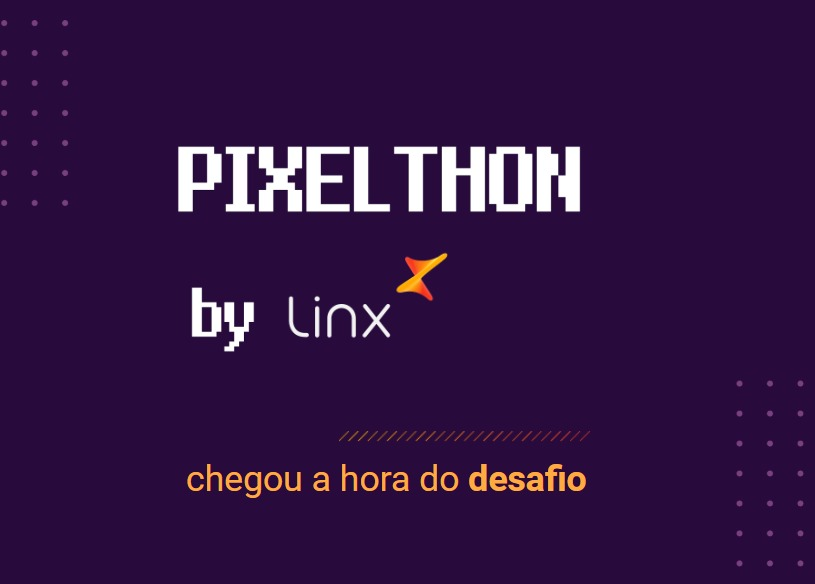 PIXELTHON
by Linx
chegou a hora do desafio